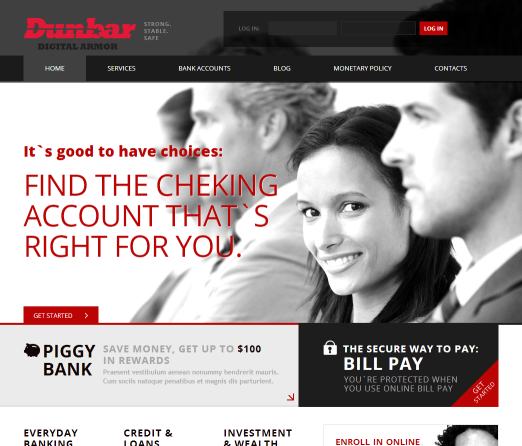 Dunbar
DIGITAL ARMOR
STRONG.
STABLE.
SAFE
LOG IN
LOG IN
HOME
SERVICES
BANK ACCOUNTS
BLOG
MONETARY POLICY
CONTACTS
It`s good to have choices:
FIND THE CHEKING
ACCOUNT THAT`S
RIGHT FOR YOU.
GET STARTED
PIGGY
BANK
SAVE MONEY, GET UP TO $100
IN REWARDS
Praesent vestibulum aenean nonummy hendrerit mauris.
Cum sociis natoque penatibus et magnis dis parturient.
THE SECURE WAY TO PAY:
BILL PAY
YOU`RE PROTECTED WHEN
YOU USE ONLINE BILL PAY
GET
STARTED
EVERYDAY
BANKING
CREDIT &
LOANS
INVESTMENT
& WEALTH
ENROLL IN ONLINE